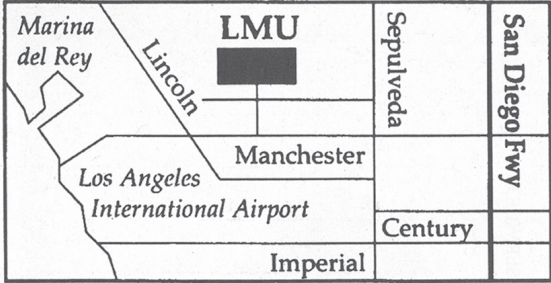 Marina
del Rey
Lincoln
LMU
Sepulveda
San Diego Fwy
Manchester
Los Angeles
International Airport
Century
Imperial